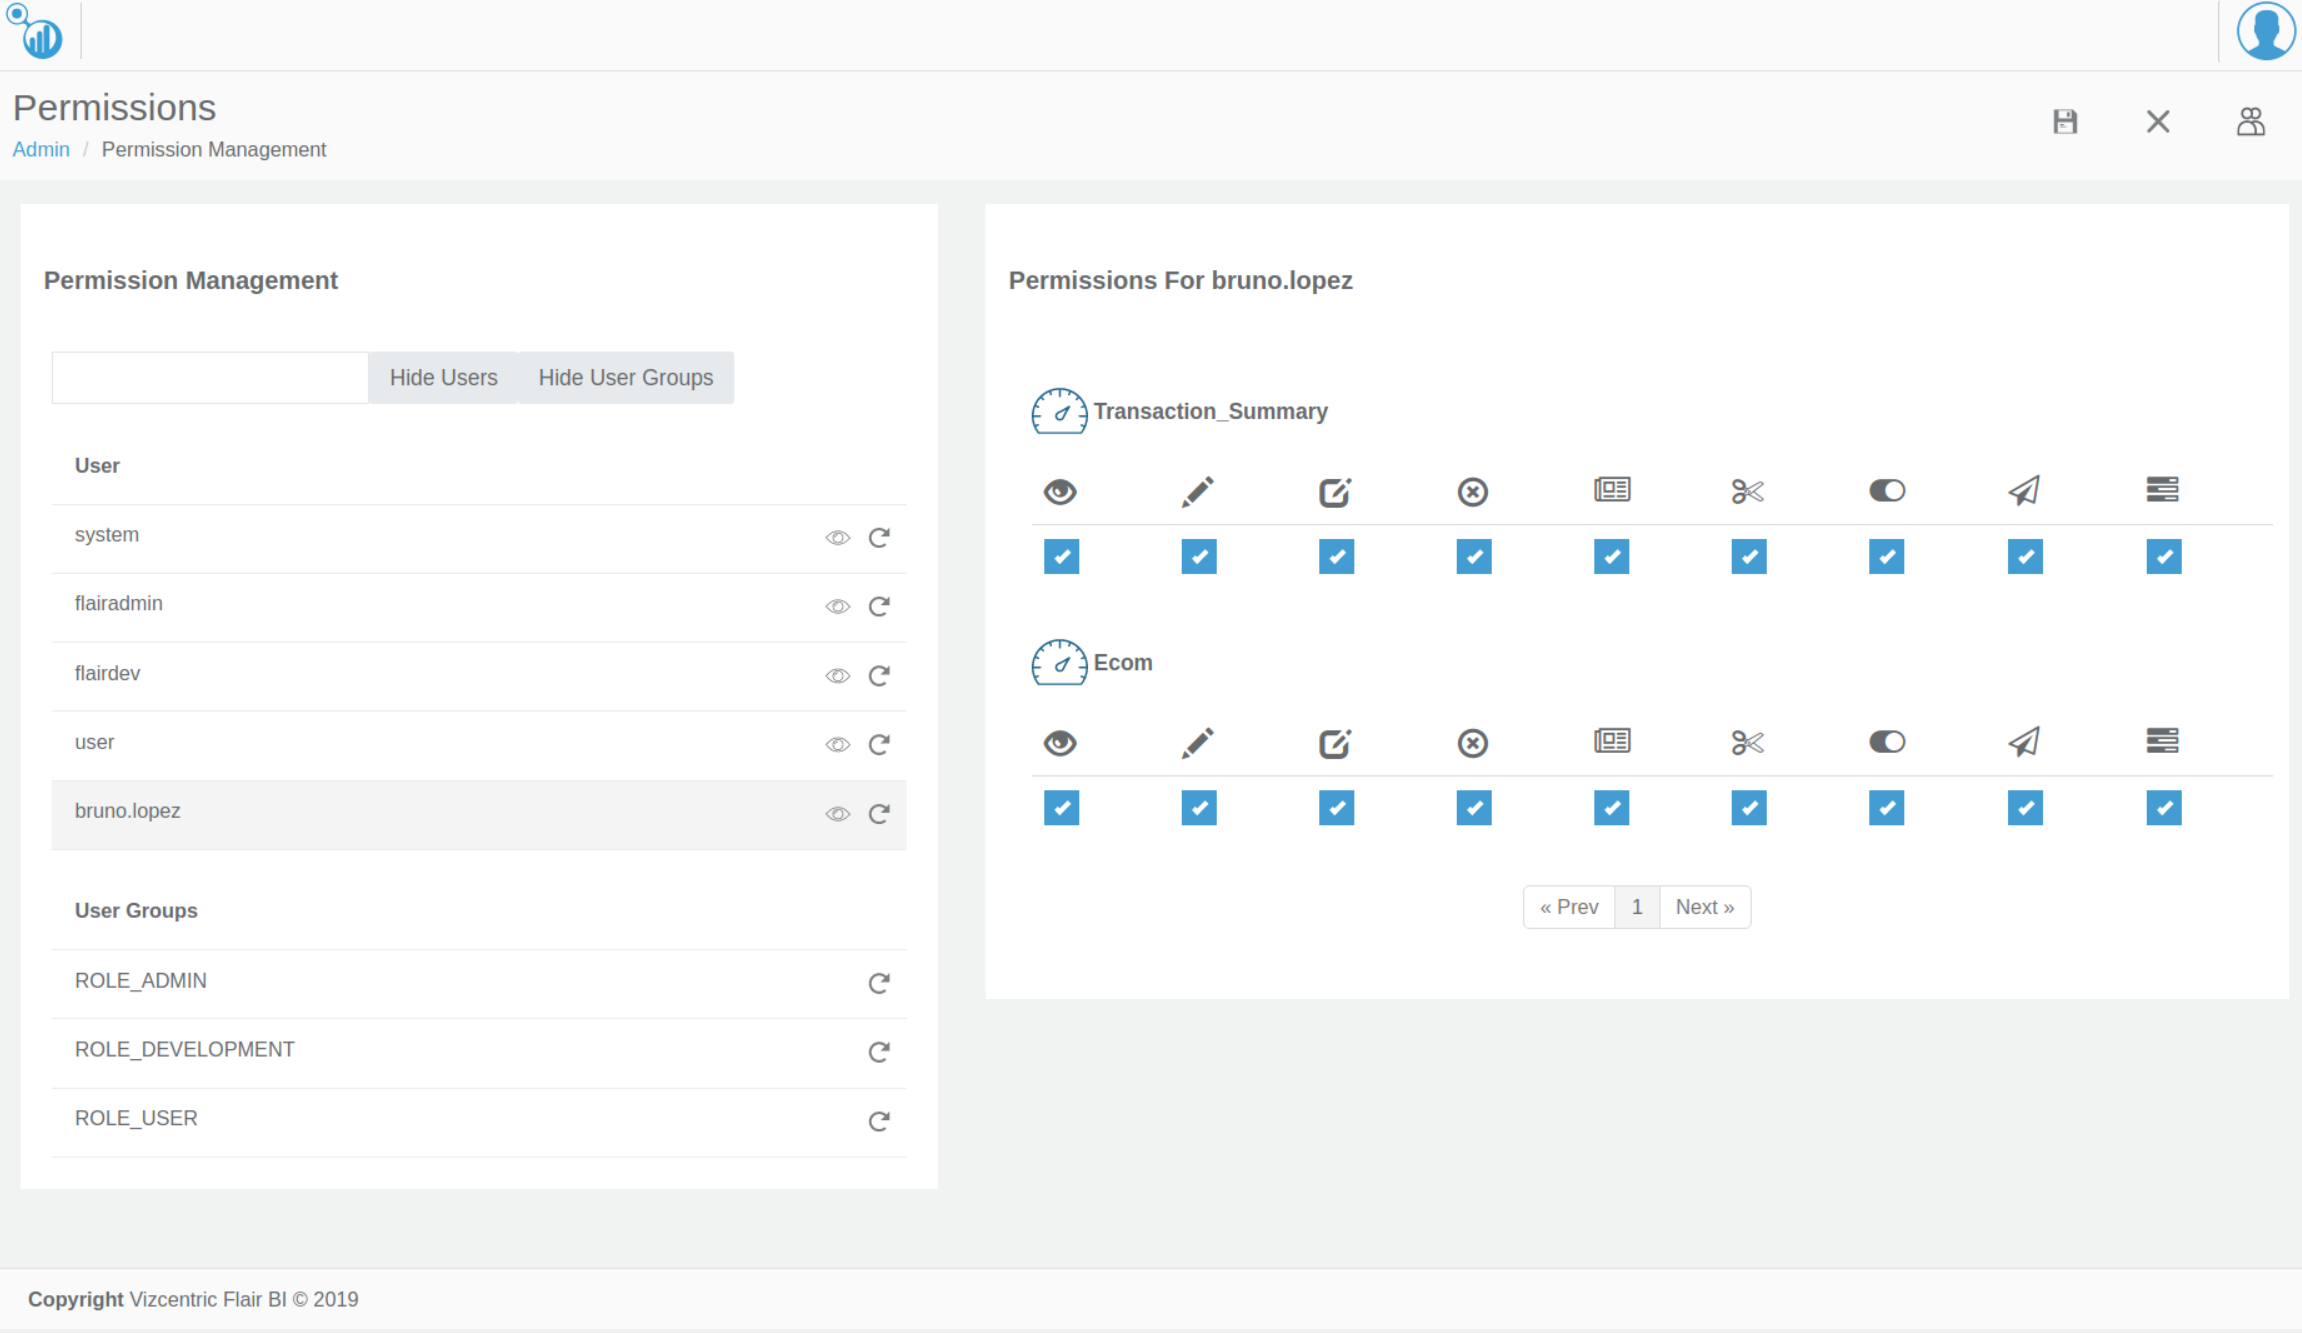 Permissions
Admin / Permission Management
Permission Management
Hide Users Hide User Groups
User
system
flairadmin
flairdev
user
bruno.lopez
User Groups
ROLE_ADMIN
ROLE_DEVELOPMENT
ROLE_USER
Permissions For bruno.lopez
Transaction_Summary
Ecom
« Prev 1 Next »
Copyright Vizcentric Flair BI © 2019